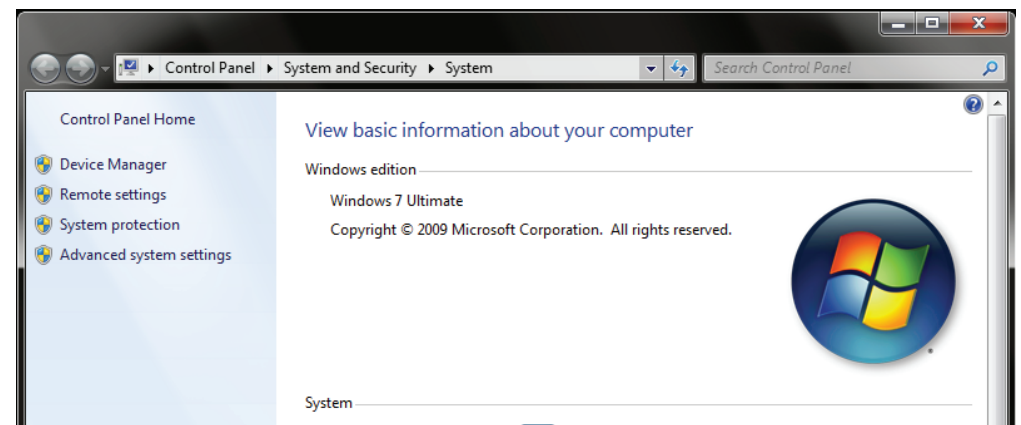 Control Panel ▸ System and Security ▸ System
Search Control Panel
Control Panel Home
Device Manager
Remote settings
System protection
Advanced system settings
View basic information about your computer
Windows edition
Windows 7 Ultimate
Copyright © 2009 Microsoft Corporation.  All rights reserved.
System